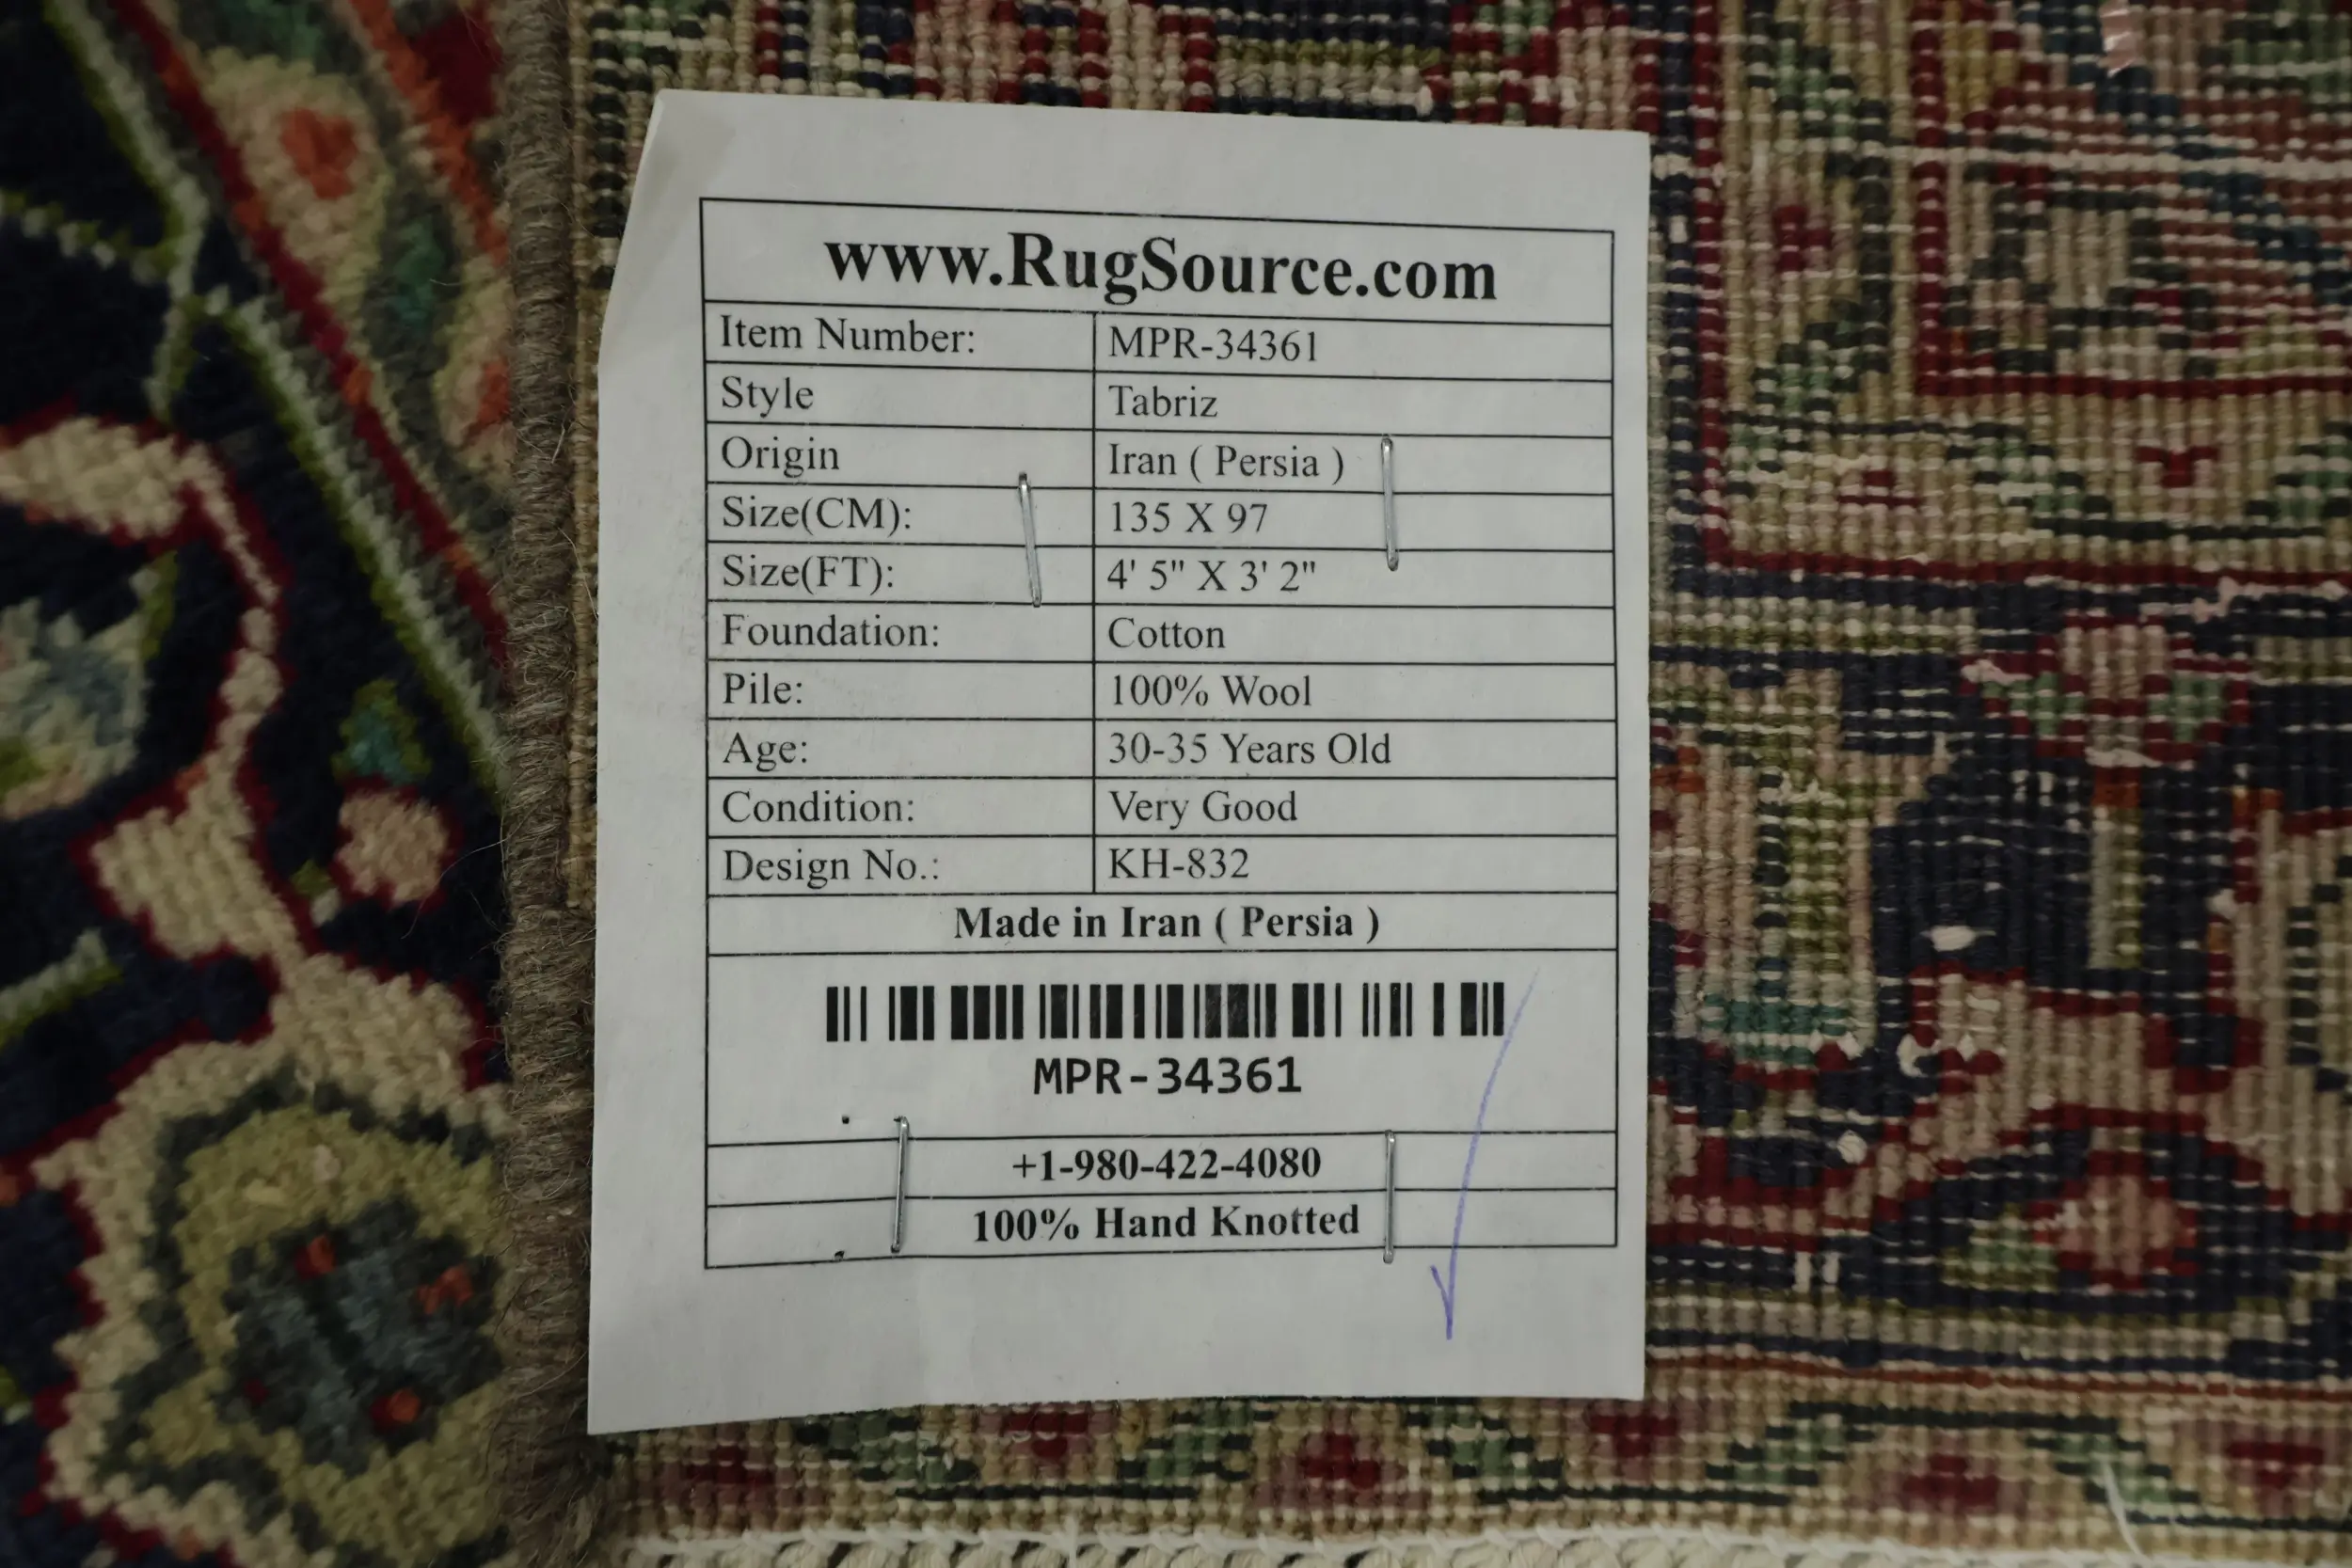 www.RugSource.com
Item Number: MPR-34361
Style Tabriz
Origin Iran ( Persia )
Size(CM): 135 X 97
Size(FT): 4' 5" X 3' 2"
Foundation: Cotton
Pile: 100% Wool
Age: 30-35 Years Old
Condition: Very Good
Design No.: KH-832
Made in Iran ( Persia )
MPR-34361
+1-980-422-4080
100% Hand Knotted